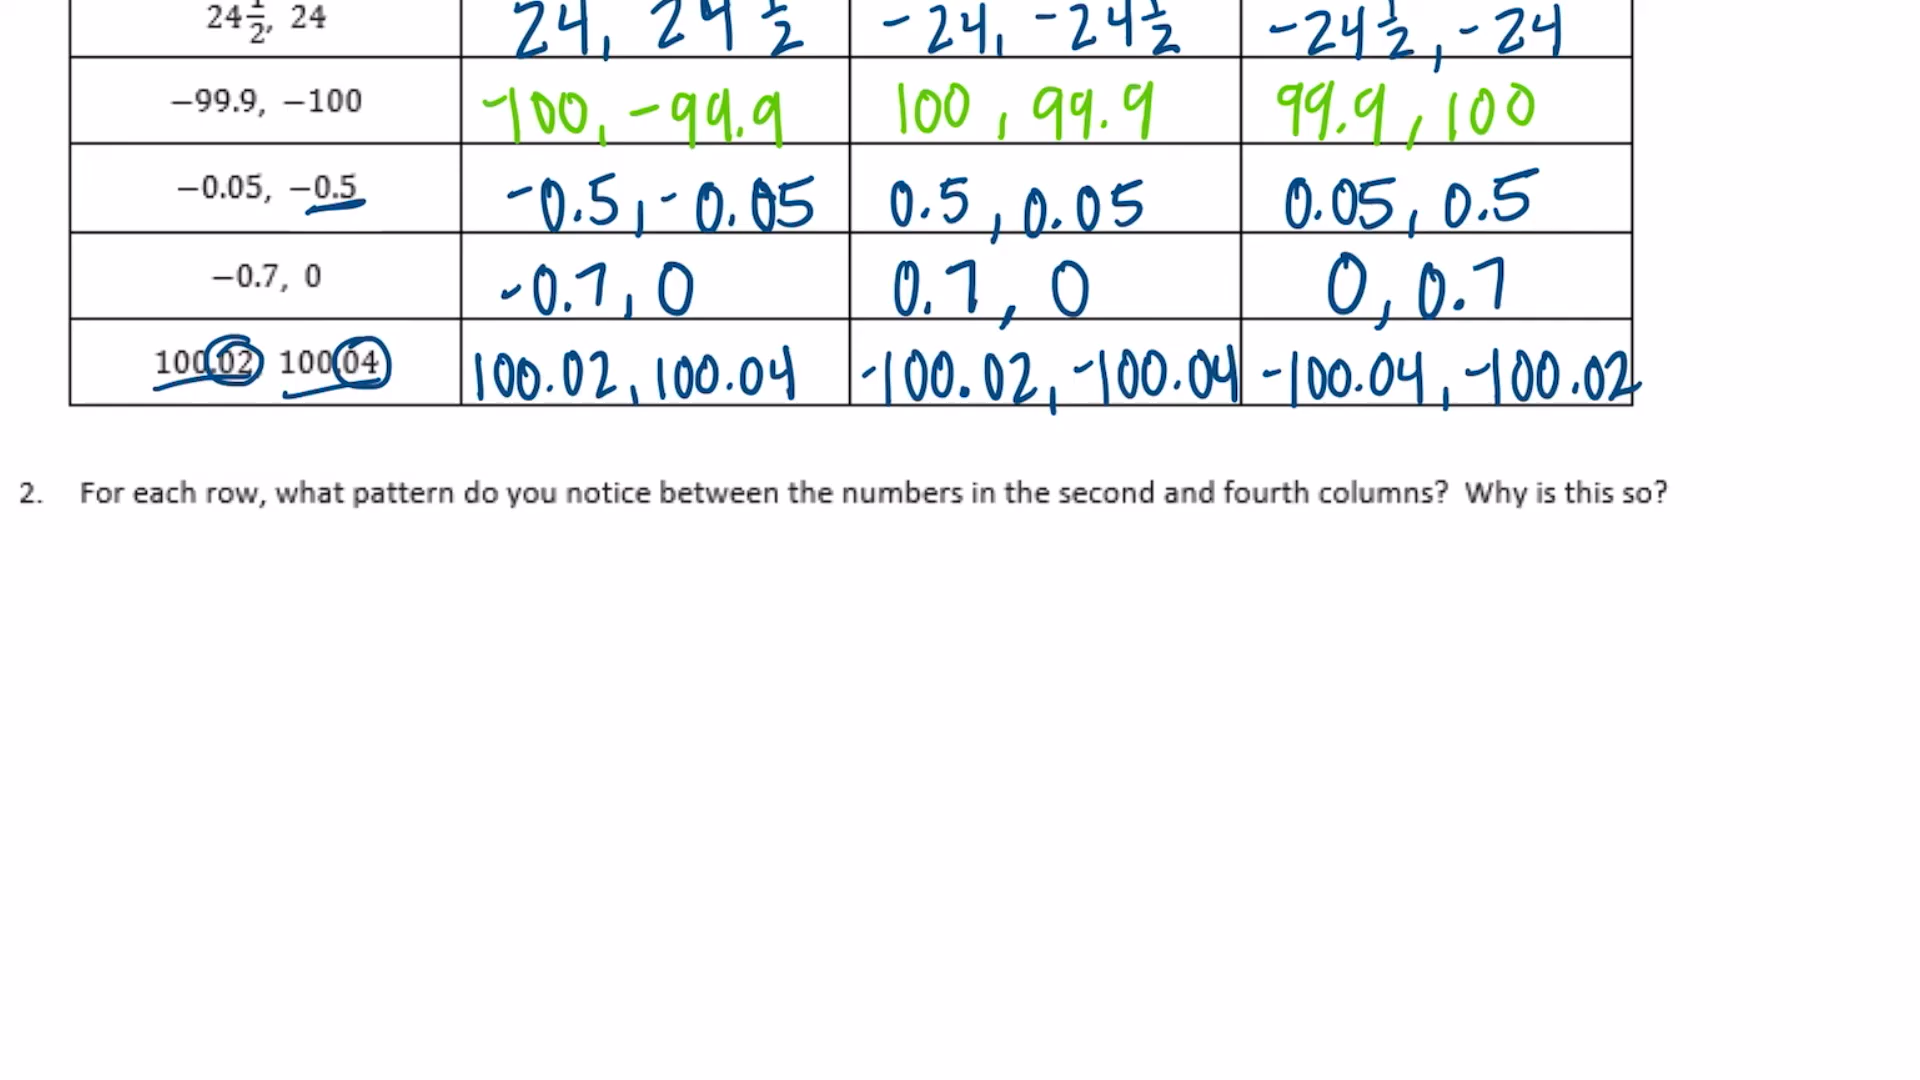 24½, 24 24, 24½ -24, -24½ -24½, -24
−99.9, −100 -100, -99.9 100, 99.9 99.9, 100
−0.05, −0.5 -0.5, -0.05 0.5, 0.05 0.05, 0.5
−0.7, 0 -0.7, 0 0.7, 0 0, 0.7
100.02 100.04 100.02, 100.04 -100.02, -100.04 -100.04, -100.02
2. For each row, what pattern do you notice between the numbers in the second and fourth columns? Why is this so?